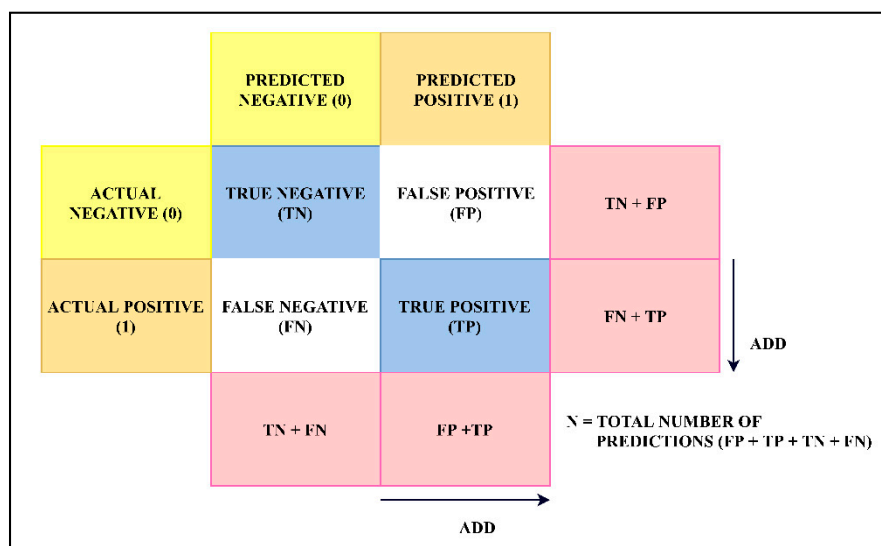 PREDICTED
NEGATIVE (0)
PREDICTED
POSITIVE (1)
ACTUAL
NEGATIVE (0)
TRUE NEGATIVE
(TN)
FALSE POSITIVE
(FP)
TN + FP
ACTUAL POSITIVE
(1)
FALSE NEGATIVE
(FN)
TRUE POSITIVE
(TP)
FN + TP
ADD
TN + FN
FP +TP
N = TOTAL NUMBER OF
PREDICTIONS (FP + TP + TN + FN)
ADD